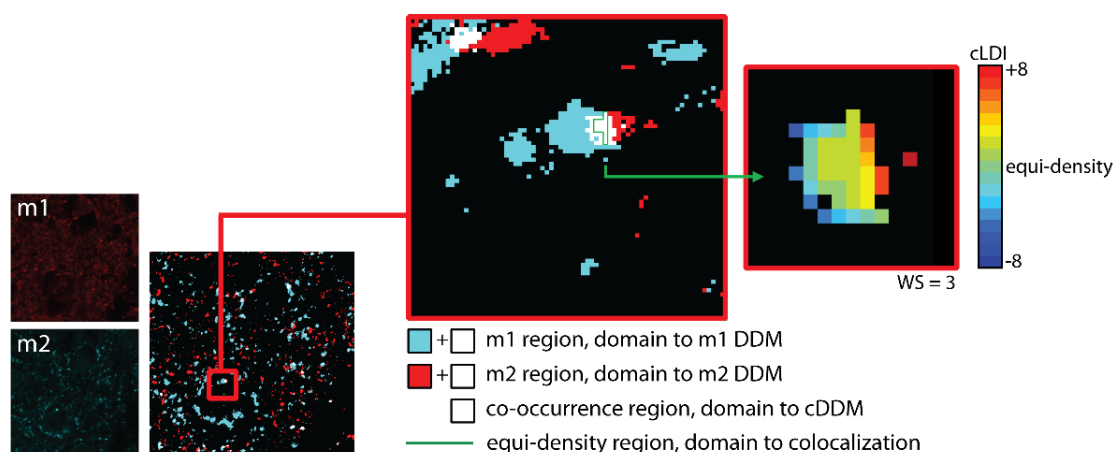 m1
m2
cLDI
+8
equi-density
-8
WS = 3
+ m1 region, domain to m1 DDM
+ m2 region, domain to m2 DDM
co-occurrence region, domain to cDDM
equi-density region, domain to colocalization